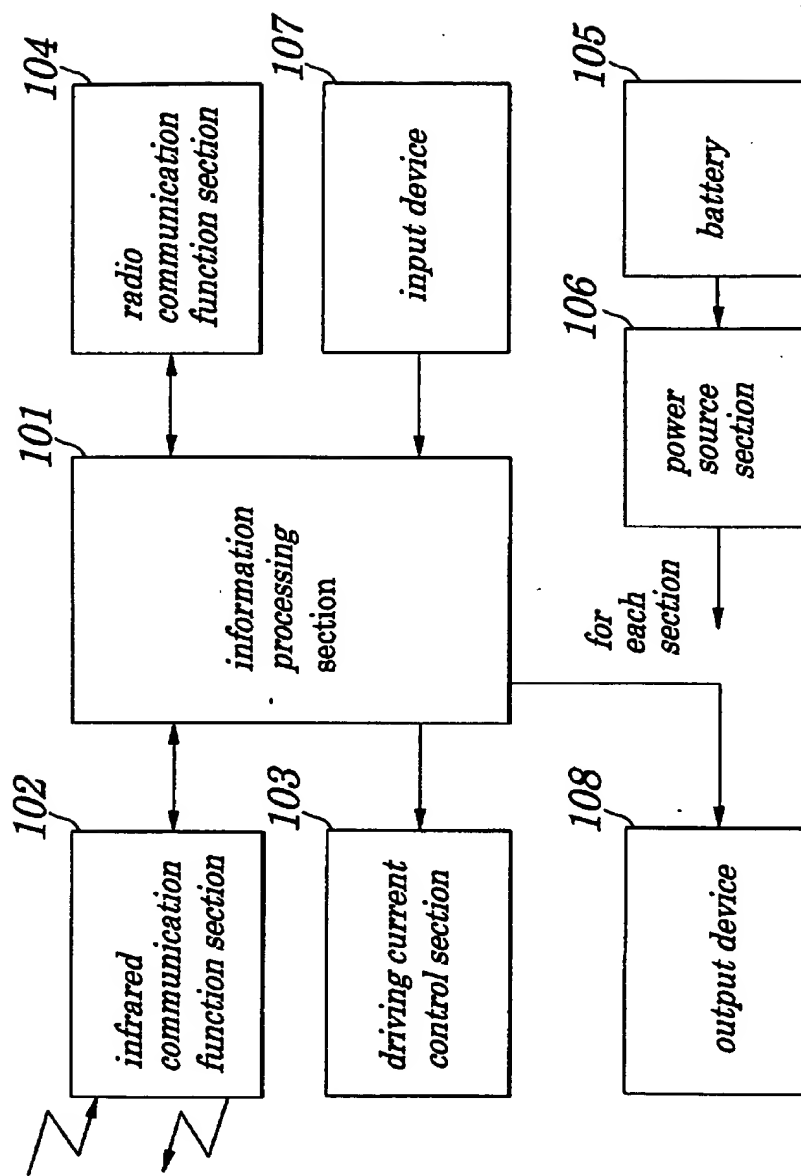 102
infrared
communication
function section
101
information
processing
section
104
radio
communication
function section
103
driving current
control section
107
input device
108
output device
for
each
section
106
power
source
section
105
battery